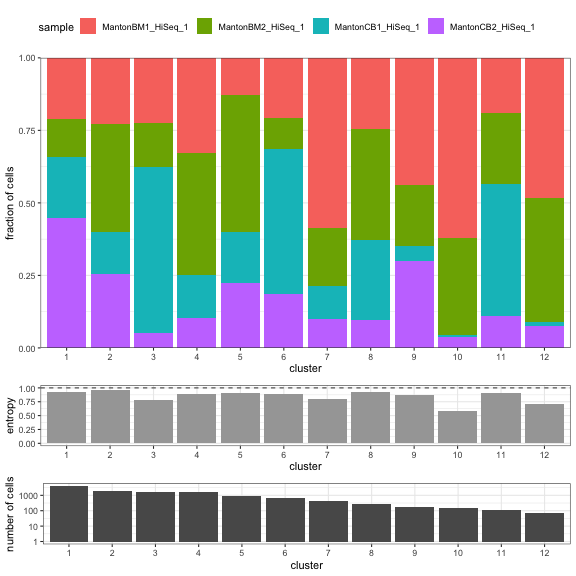 sample MantonBM1_HiSeq_1 MantonBM2_HiSeq_1 MantonCB1_HiSeq_1 MantonCB2_HiSeq_1
fraction of cells
1.00
0.75
0.50
0.25
0.00
1 2 3 4 5 6 7 8 9 10 11 12
cluster
entropy
1.00
0.75
0.50
0.25
0.00
1 2 3 4 5 6 7 8 9 10 11 12
cluster
number of cells
1000
100
10
1
1 2 3 4 5 6 7 8 9 10 11 12
cluster